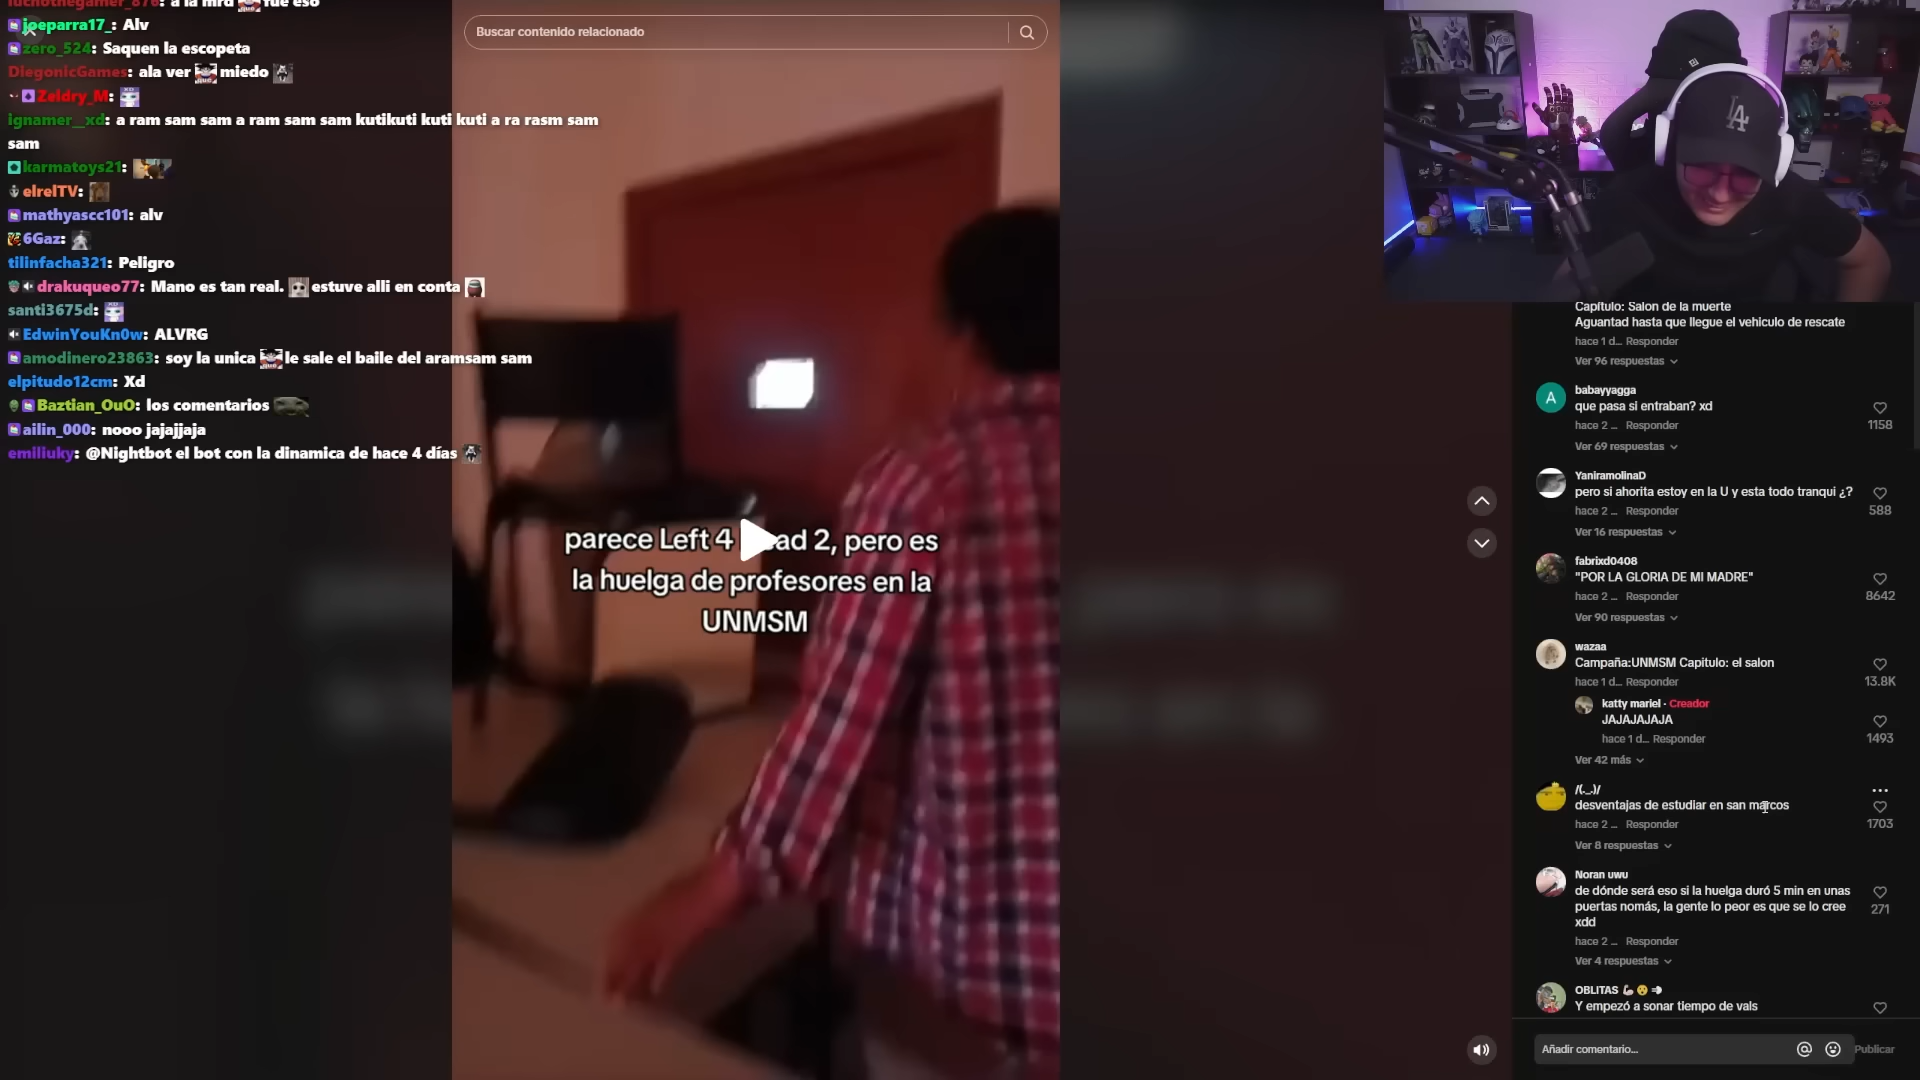 luchothegamer_876: a la mrd fue eso
joeparra17_: Alv
zero_524: Saquen la escopeta
DiegonicGames: ala ver miedo
Zeldry_M:
ignamer__xd: a ram sam sam a ram sam sam kutikuti kuti kuti a ra rasm sam
sam
karmatoys21:
elrelTV:
mathyascc101: alv
6Gaz:
tilinfacha321: Peligro
drakuqueo77: Mano es tan real. estuve alli en conta
santi3675d:
EdwinYouKn0w: ALVRG
amodinero23863: soy la unica le sale el baile del aramsam sam
elpitudo12cm: Xd
Baztian_OuO: los comentarios
ailin_000: nooo jajajjaja
emiliuky: @Nightbot el bot con la dinamica de hace 4 días
Buscar contenido relacionado
parece Left 4 ad 2, pero es
la huelga de profesores en la
UNMSM
LA
Capítulo: Salon de la muerte
Aguantad hasta que llegue el vehiculo de rescate
hace 1 d... Responder
Ver 96 respuestas
A
babayyagga
que pasa si entraban? xd
hace 2 ... Responder
1158
Ver 69 respuestas
YaniramolinaD
pero si ahorita estoy en la U y esta todo tranqui ¿?
hace 2 ... Responder
588
Ver 16 respuestas
fabrixd0408
"POR LA GLORIA DE MI MADRE"
hace 2 ... Responder
8642
Ver 90 respuestas
wazaa
Campaña:UNMSM Capitulo: el salon
hace 1 d... Responder
13.8K
katty mariel · Creador
JAJAJAJAJA
hace 1 d... Responder
1493
Ver 42 más
/(._.)/
desventajas de estudiar en san marcos
hace 2 ... Responder
1703
Ver 8 respuestas
Noran uwu
de dónde será eso si la huelga duró 5 min en unas
puertas nomás, la gente lo peor es que se lo cree
xdd
271
hace 2 ... Responder
Ver 4 respuestas
OBLITAS
Y empezó a sonar tiempo de vals
Añadir comentario...
Publicar